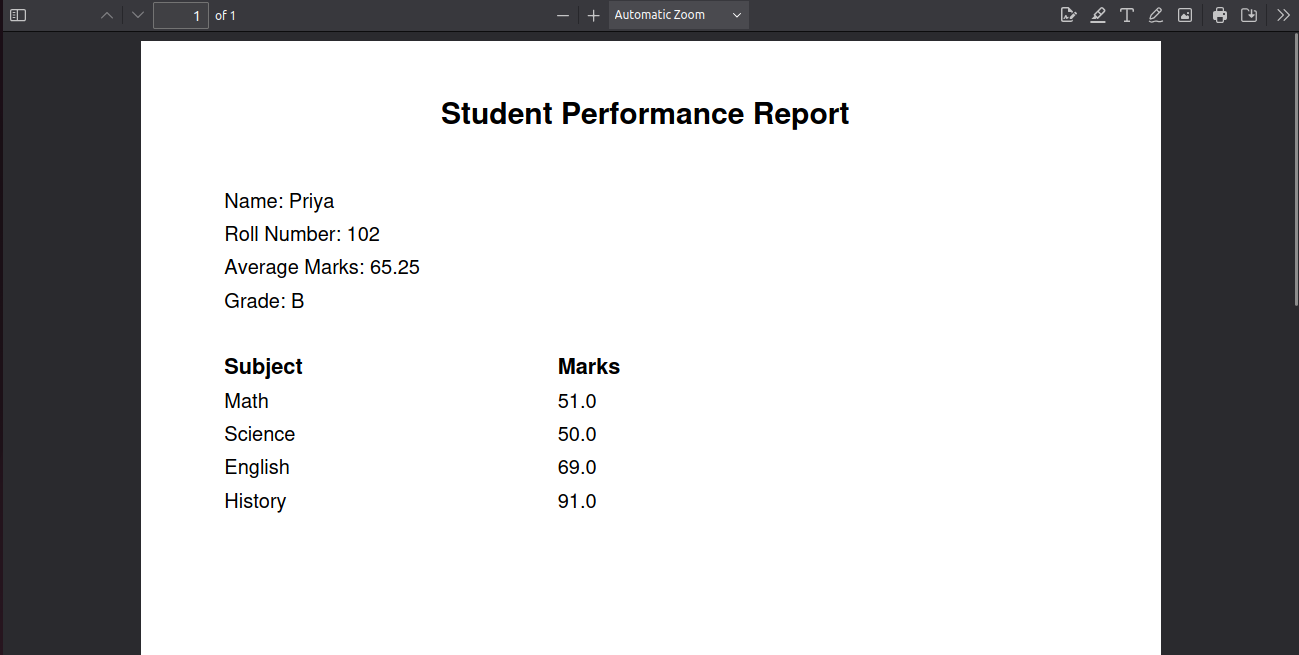 1 of 1 Automatic Zoom
Student Performance Report
Name: Priya
Roll Number: 102
Average Marks: 65.25
Grade: B
Subject Marks
Math 51.0
Science 50.0
English 69.0
History 91.0